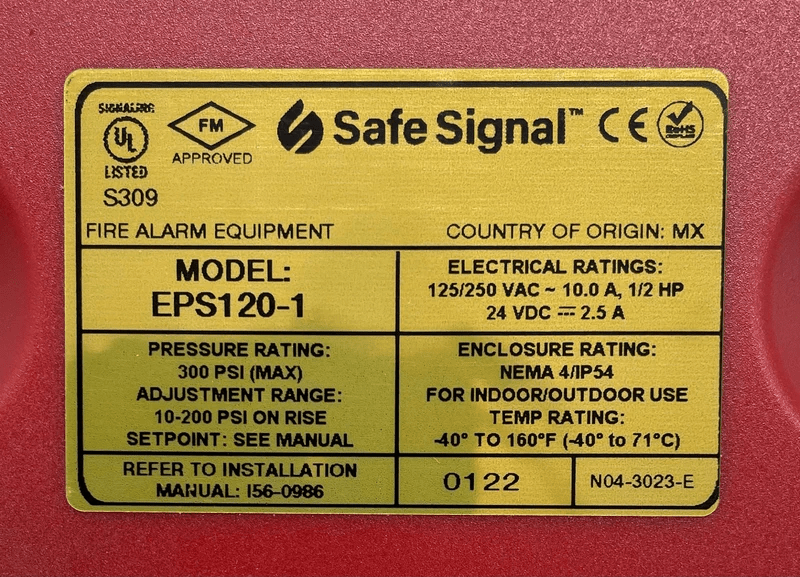 SIGNALING
UL
LISTED
S309
FM
APPROVED
Safe Signal™
CE
RoHS
FIRE ALARM EQUIPMENT
COUNTRY OF ORIGIN: MX
MODEL:
EPS120-1
ELECTRICAL RATINGS:
125/250 VAC ~ 10.0 A, 1/2 HP
24 VDC ⎓ 2.5 A
PRESSURE RATING:
300 PSI (MAX)
ADJUSTMENT RANGE:
10-200 PSI ON RISE
SETPOINT: SEE MANUAL
ENCLOSURE RATING:
NEMA 4/IP54
FOR INDOOR/OUTDOOR USE
TEMP RATING:
-40° TO 160°F (-40° to 71°C)
REFER TO INSTALLATION
MANUAL: I56-0986
0122
N04-3023-E